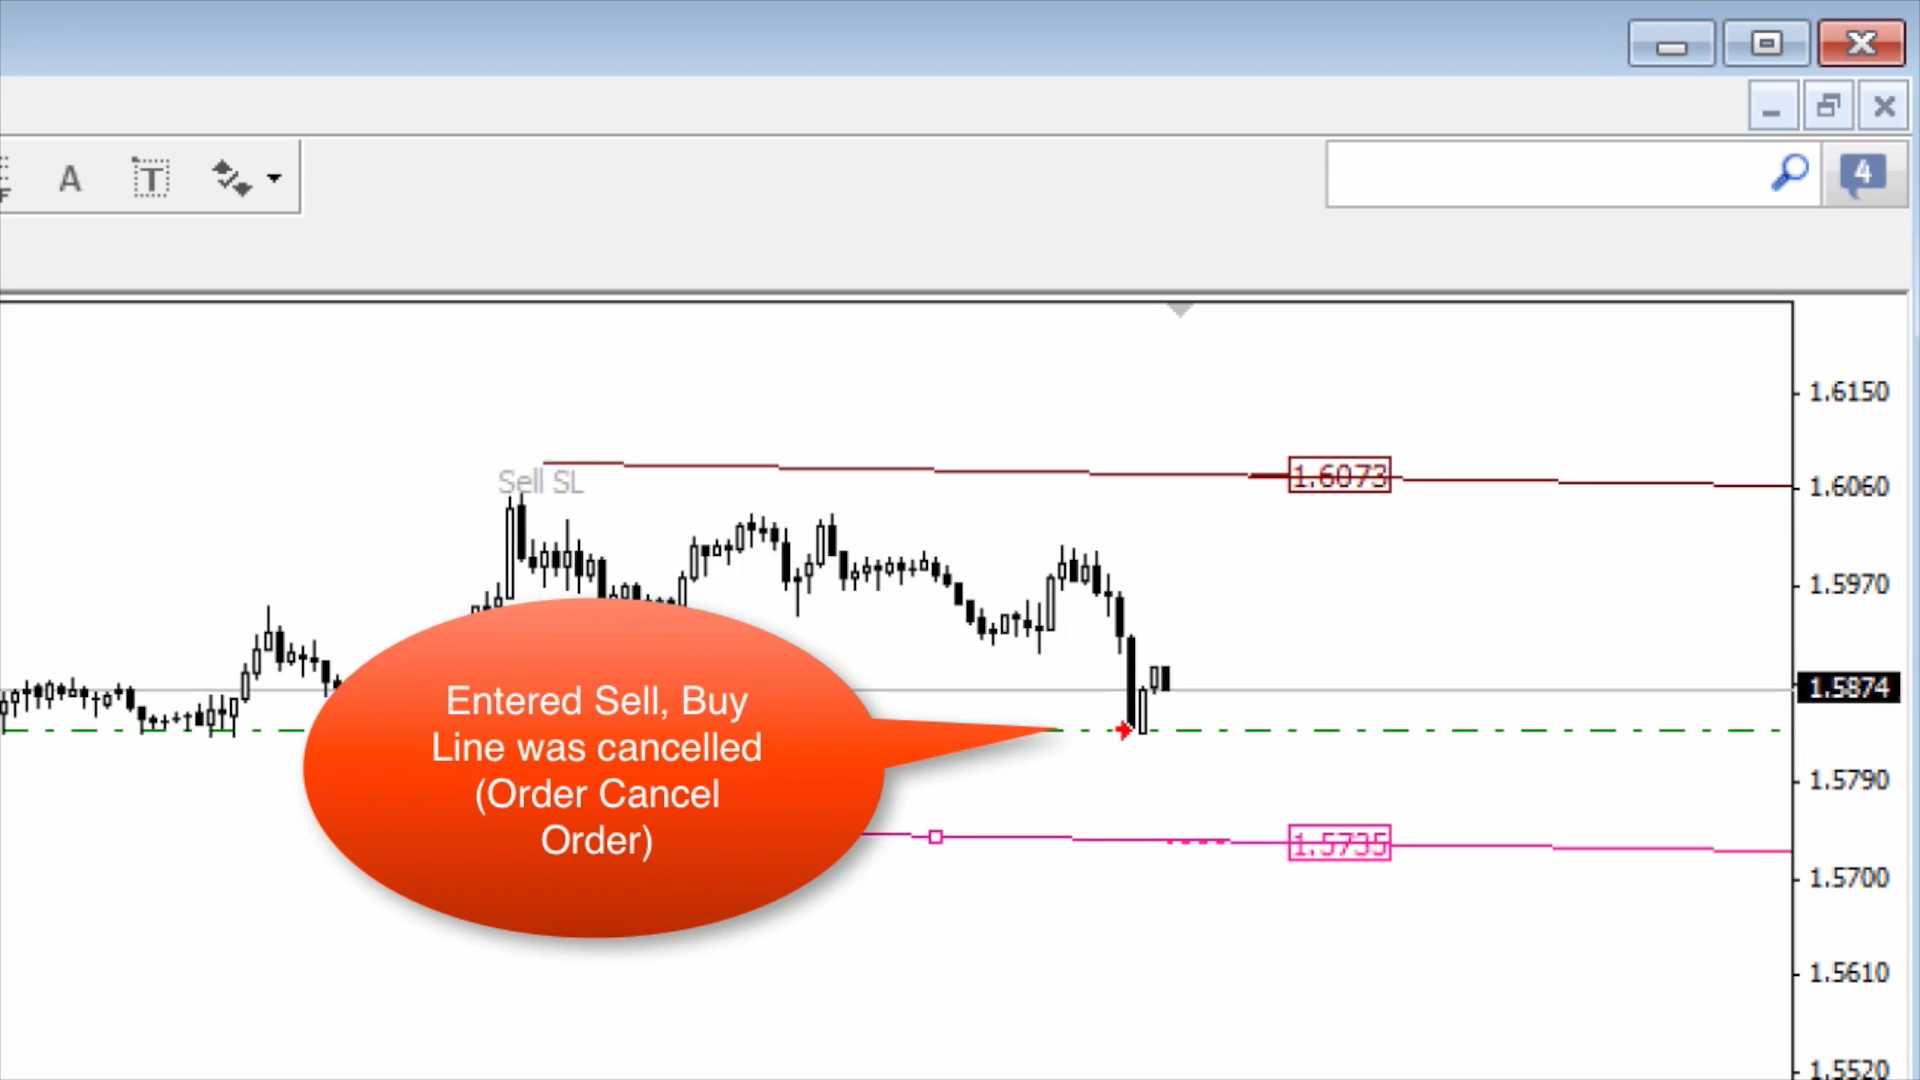 A
T
4
1.6150
Sell SL
1.6073
1.6060
1.5970
1.5874
Entered Sell, Buy
Line was cancelled
(Order Cancel
Order)
1.5790
1.5735
1.5700
1.5610
1.5520